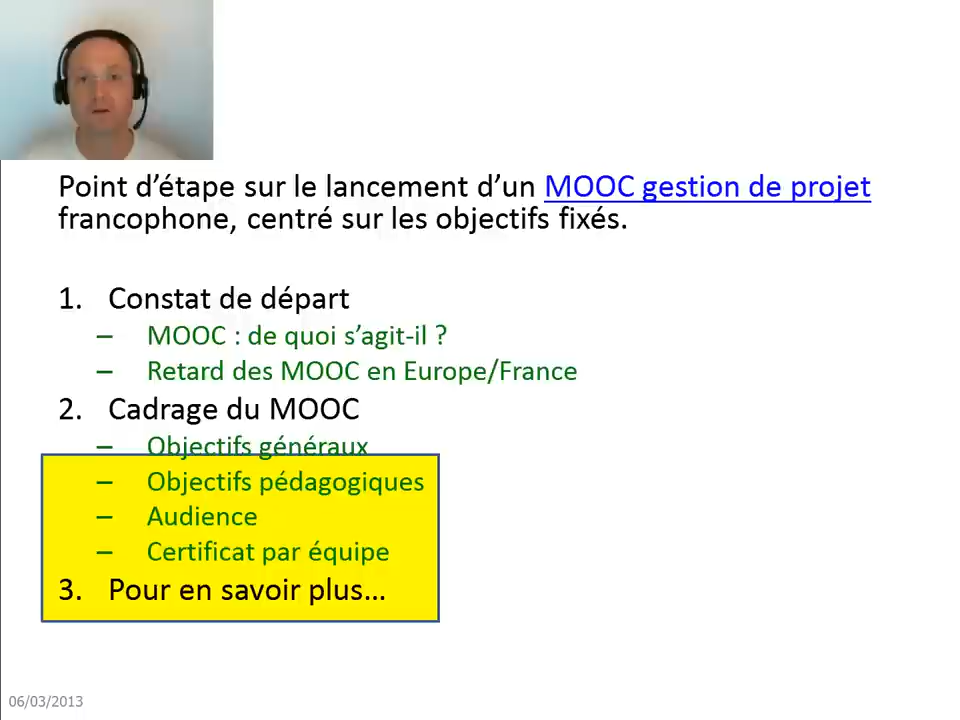 Point d’étape sur le lancement d’un MOOC gestion de projet
francophone, centré sur les objectifs fixés.
1. Constat de départ
– MOOC : de quoi s’agit-il ?
– Retard des MOOC en Europe/France
2. Cadrage du MOOC
– Objectifs généraux
– Objectifs pédagogiques
– Audience
– Certificat par équipe
3. Pour en savoir plus…
06/03/2013